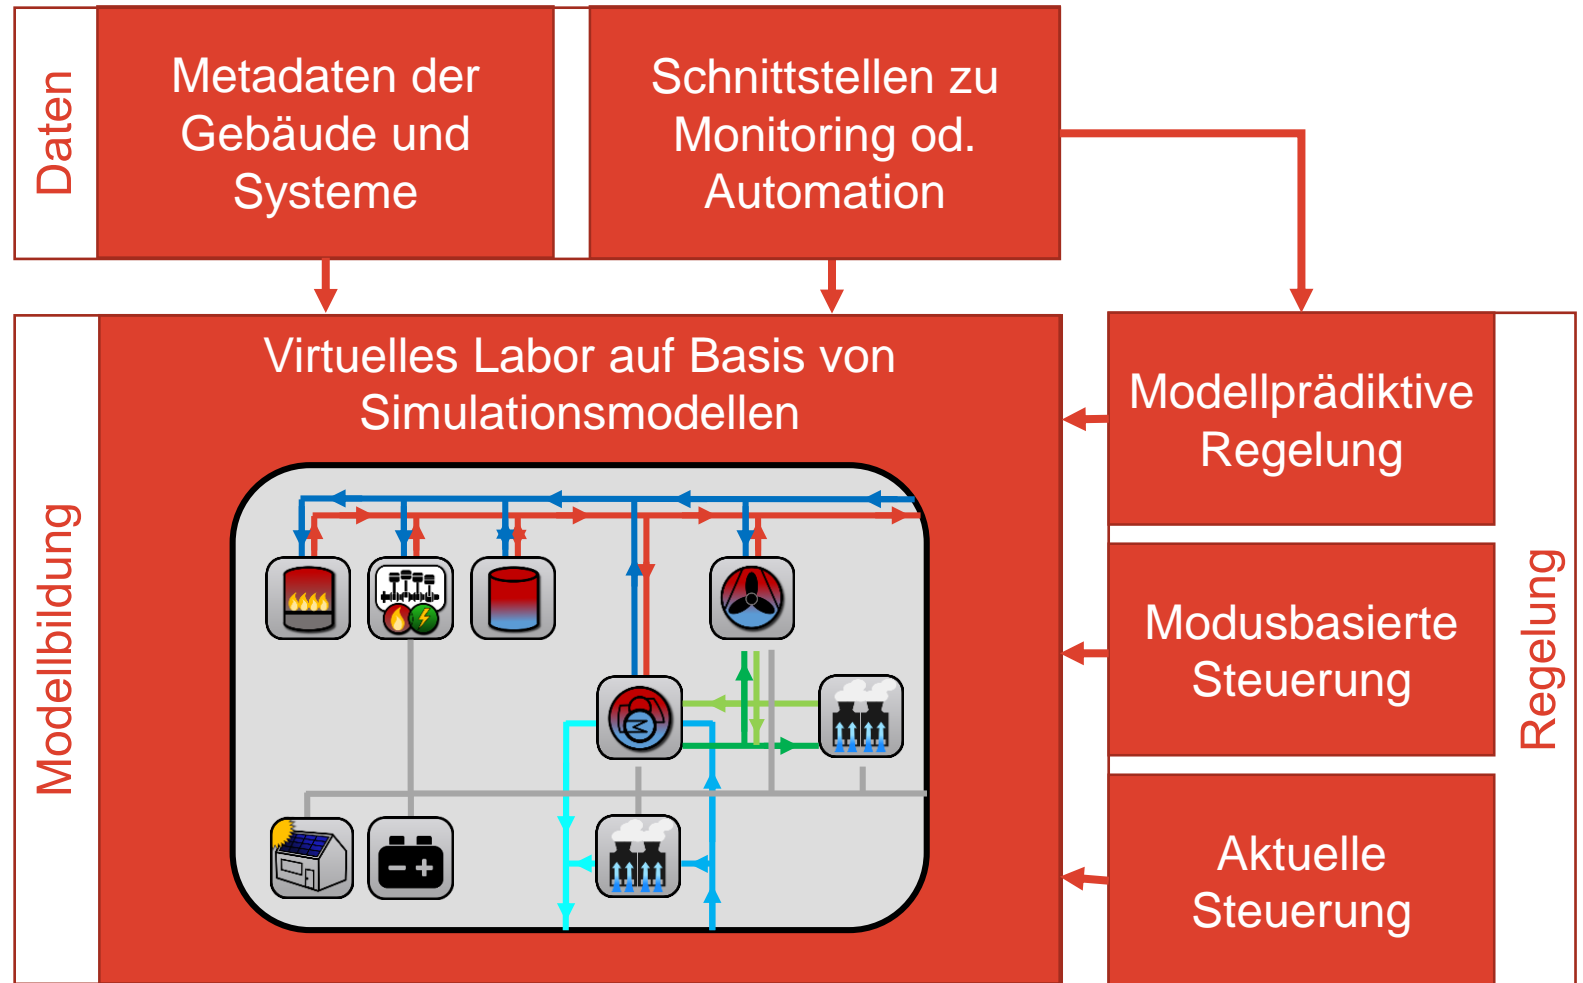 Daten
Metadaten der
Gebäude und
Systeme
Schnittstellen zu
Monitoring od.
Automation
Modellbildung
Virtuelles Labor auf Basis von
Simulationsmodellen
M
Modellprädiktive
Regelung
Modusbasierte
Steuerung
Aktuelle
Steuerung
Regelung